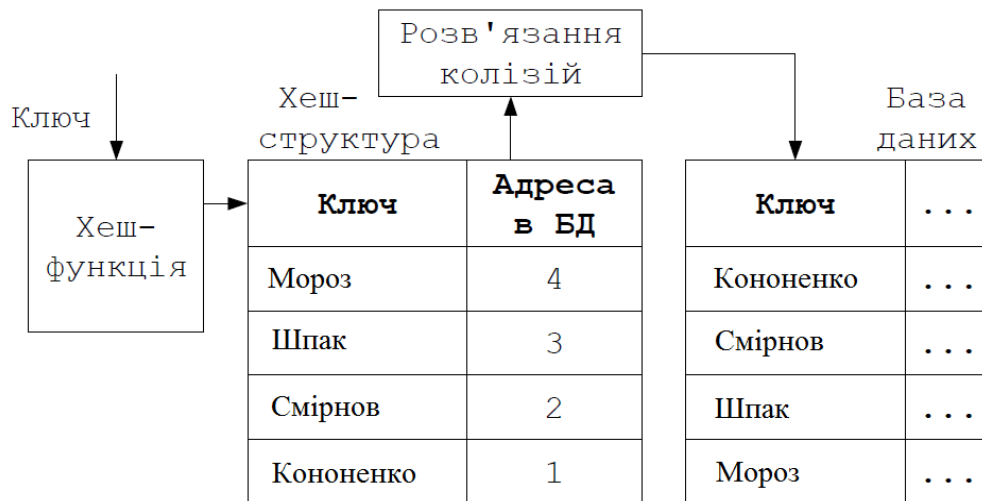 Розв'язання
колізій
Ключ
Хеш-
структура
База
даних
Хеш-
функція
Ключ
Адреса
в БД
Мороз
4
Шпак
3
Смірнов
2
Кононенко
1
Ключ
...
Кононенко
...
Смірнов
...
Шпак
...
Мороз
...